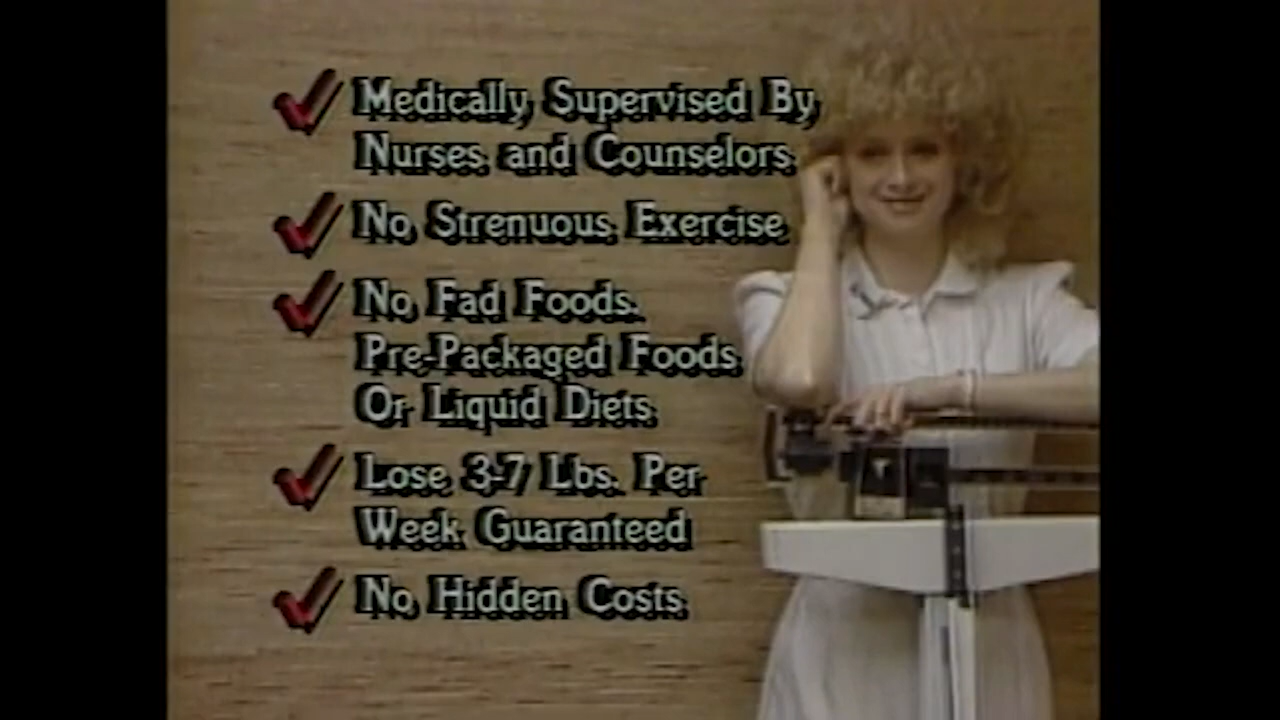 Medically Supervised By
Nurses and Counselors
No Strenuous Exercise
No Fad Foods.
Pre-Packaged Foods
Or Liquid Diets
Lose 3-7 Lbs. Per
Week Guaranteed
No Hidden Costs